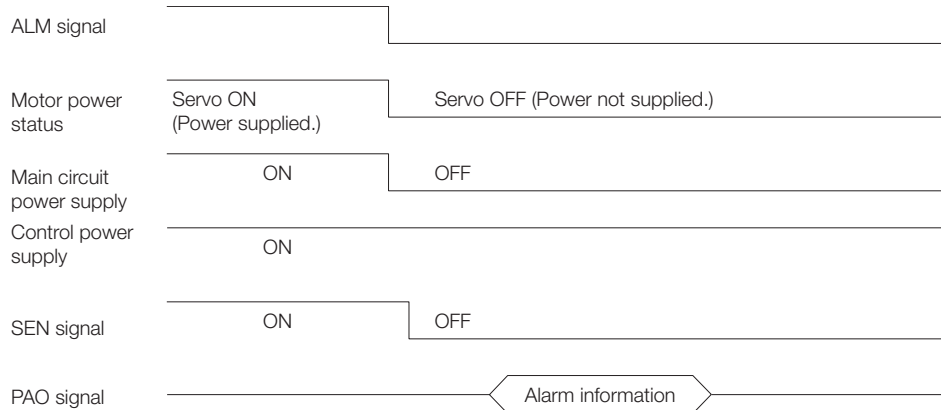 ALM signal
Motor power
status
Servo ON
(Power supplied.)
Servo OFF (Power not supplied.)
Main circuit
power supply
ON
OFF
Control power
supply
ON
SEN signal
ON
OFF
PAO signal
Alarm information